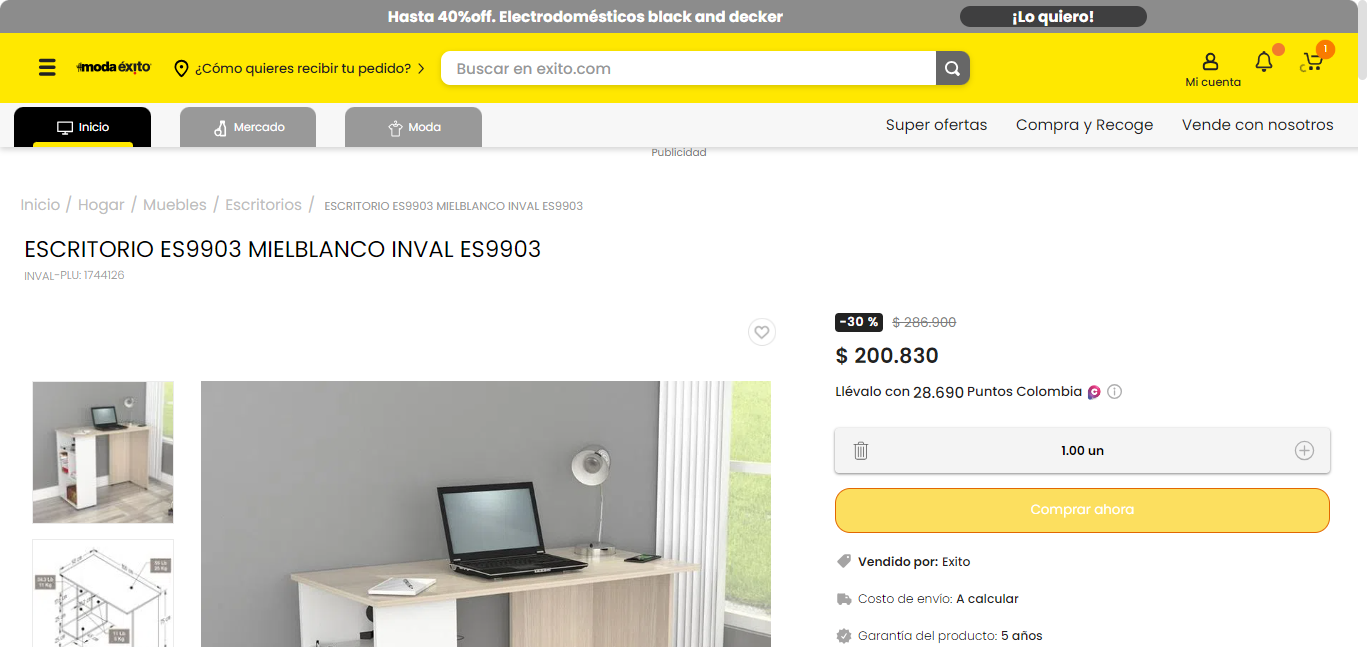 Hasta 40%off. Electrodomésticos black and decker
¡Lo quiero!
#moda éxito
¿Cómo quieres recibir tu pedido?
Buscar en exito.com
Mi cuenta
1
Inicio
Mercado
Moda
Super ofertas
Compra y Recoge
Vende con nosotros
Publicidad
Inicio / Hogar / Muebles / Escritorios / ESCRITORIO ES9903 MIELBLANCO INVAL ES9903
ESCRITORIO ES9903 MIELBLANCO INVAL ES9903
INVAL-PLU: 1744126
-30 % $ 286.900
$ 200.830
Llévalo con 28.690 Puntos Colombia
1.00 un
Comprar ahora
Vendido por: Exito
Costo de envío: A calcular
Garantía del producto: 5 años